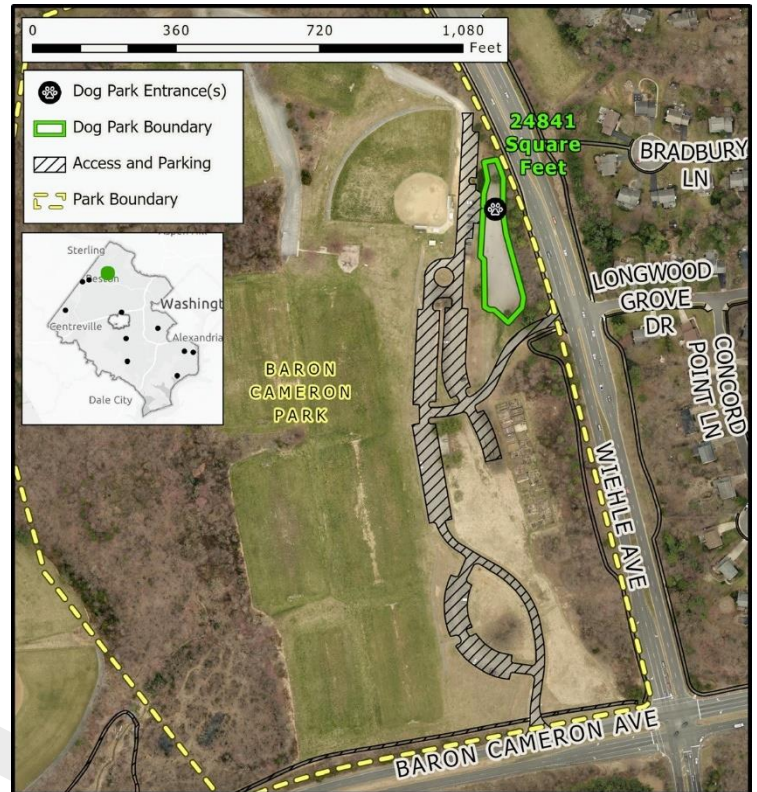 0 360 720 1,080
Feet
Dog Park Entrance(s)
Dog Park Boundary
Access and Parking
Park Boundary
Sterling
Reston
Washingt
Centreville
Alexandria
Dale City
24841
Square
Feet
BRADBURY
LN
LONGWOOD
GROVE
DR
CONCORD
POINT LN
BARON
CAMERON
PARK
WIEHLE AVE
BARON CAMERON AVE